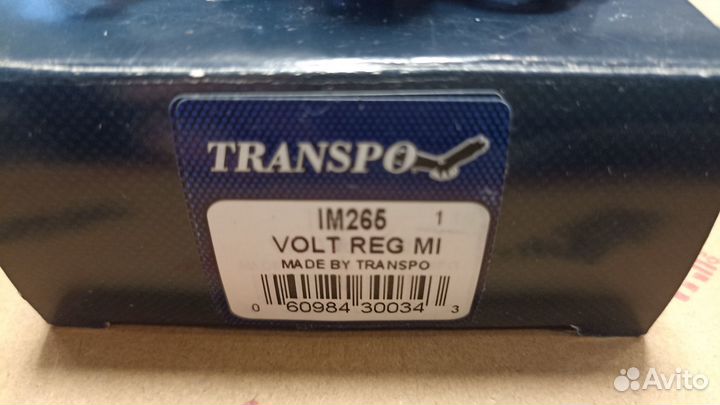 TRANSPO
IM265 1
VOLT REG MI
MADE BY TRANSPO
0 60984 30034 3
Avito